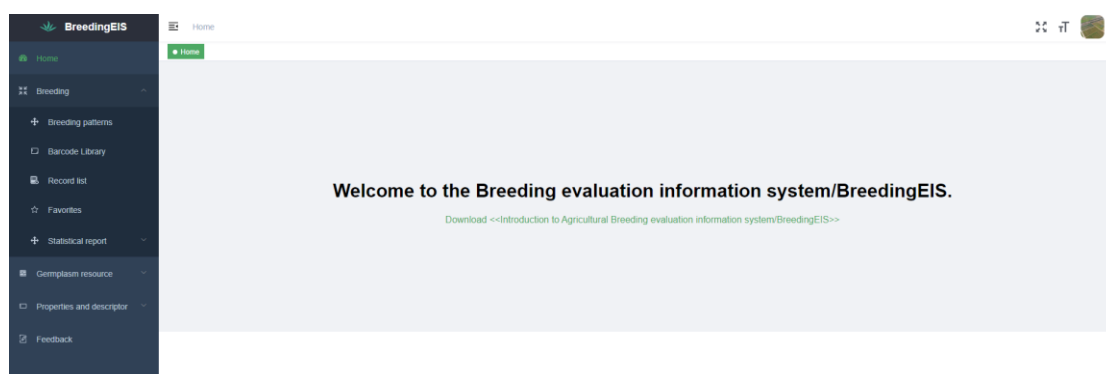 BreedingEIS
Home
Home
Home
Breeding
Breeding patterns
Barcode Library
Record list
Favorites
Statistical report
Germplasm resource
Properties and descriptor
Feedback
Welcome to the Breeding evaluation information system/BreedingEIS.
Download <<Introduction to Agricultural Breeding evaluation information system/BreedingEIS>>